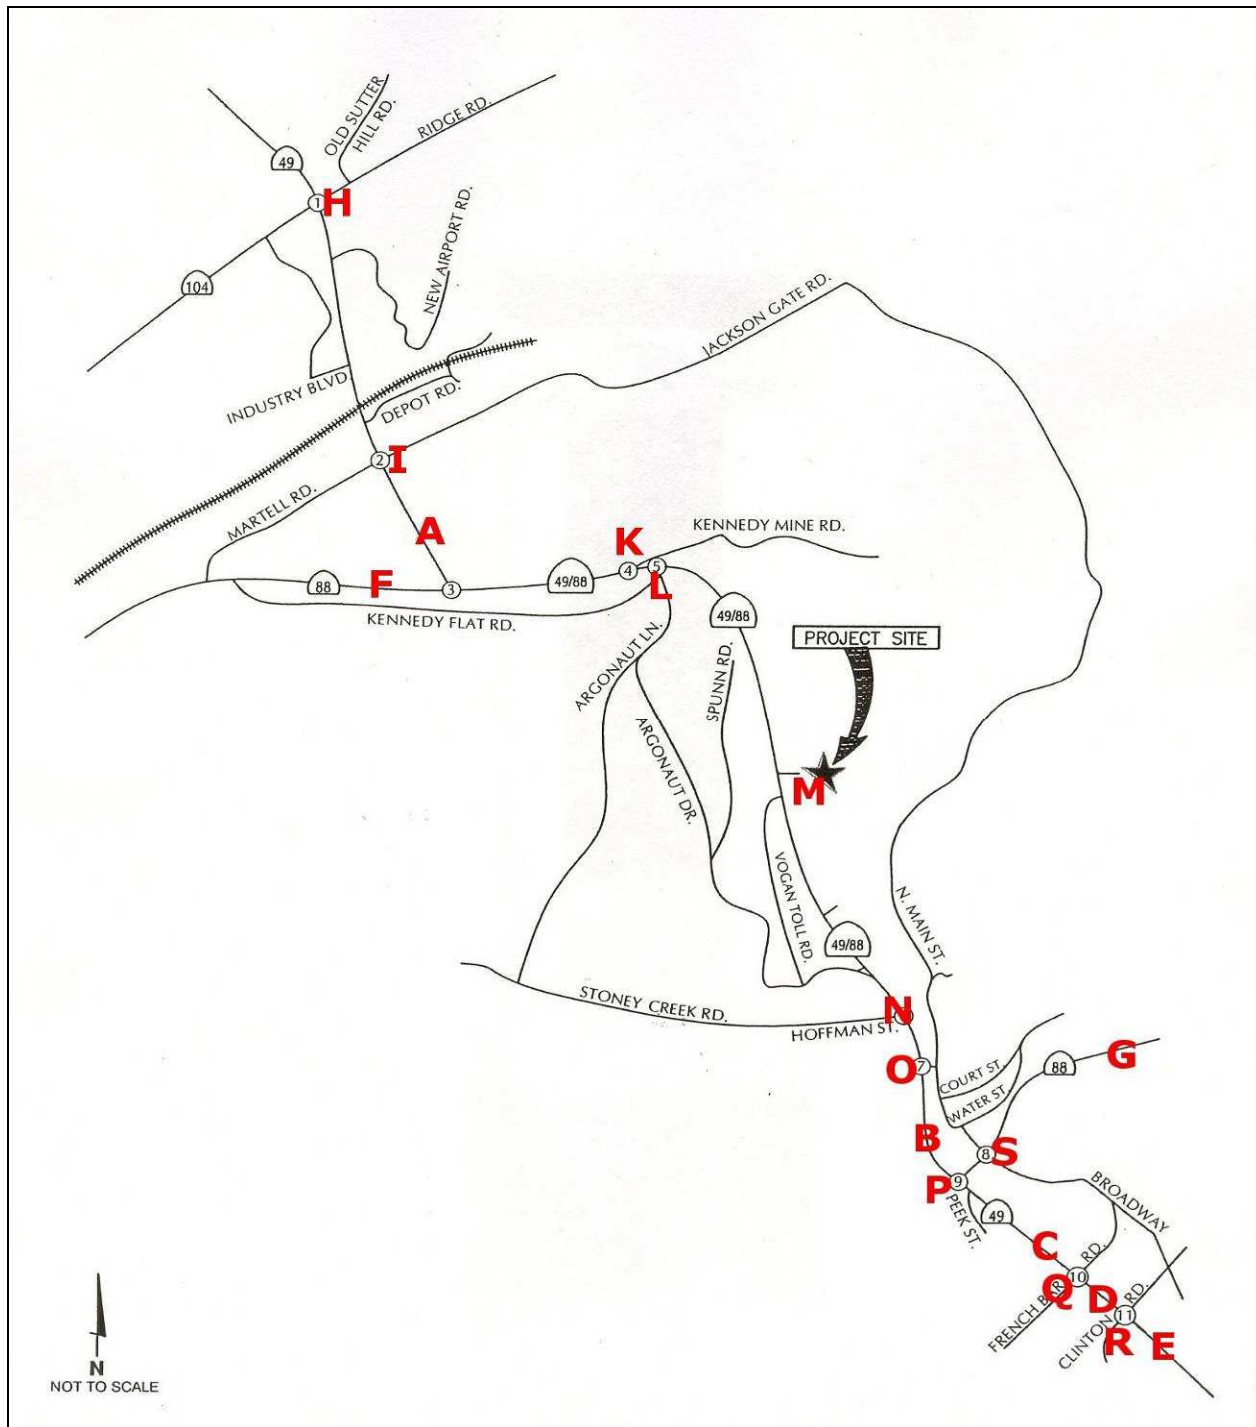 OLD SUTTER
HILL RD.
RIDGE RD.
49
1
H
NEW AIRPORT RD.
104
JACKSON GATE RD.
INDUSTRY BLVD.
DEPOT RD.
2
I
MARTELL RD.
A
K
KENNEDY MINE RD.
4
5
L
88
F
3
49/88
KENNEDY FLAT RD.
49/88
PROJECT SITE
ARGONAUT LN.
SPUNN RD.
ARGONAUT DR.
M
VOGAN TOLL RD.
N. MAIN ST.
49/88
STONEY CREEK RD.
N
HOFFMAN ST.
O
7
COURT ST.
88
G
WATER ST.
B
8
S
P
9
PEEK ST.
49
BROADWAY
C
10
Q
FRENCH BAR RD.
D
11
CLINTON RD.
R
E
N
NOT TO SCALE